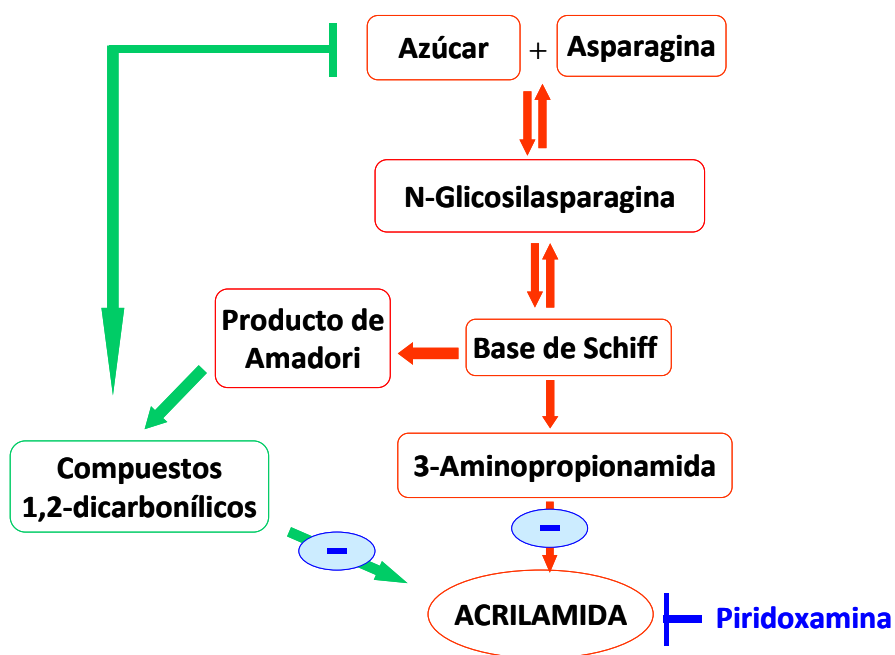 Azúcar + Asparagina
N-Glicosilasparagina
Producto de
Amadori
Base de Schiff
Compuestos
1,2-dicarbonílicos
3-Aminopropionamida
-
-
ACRILAMIDA
Piridoxamina